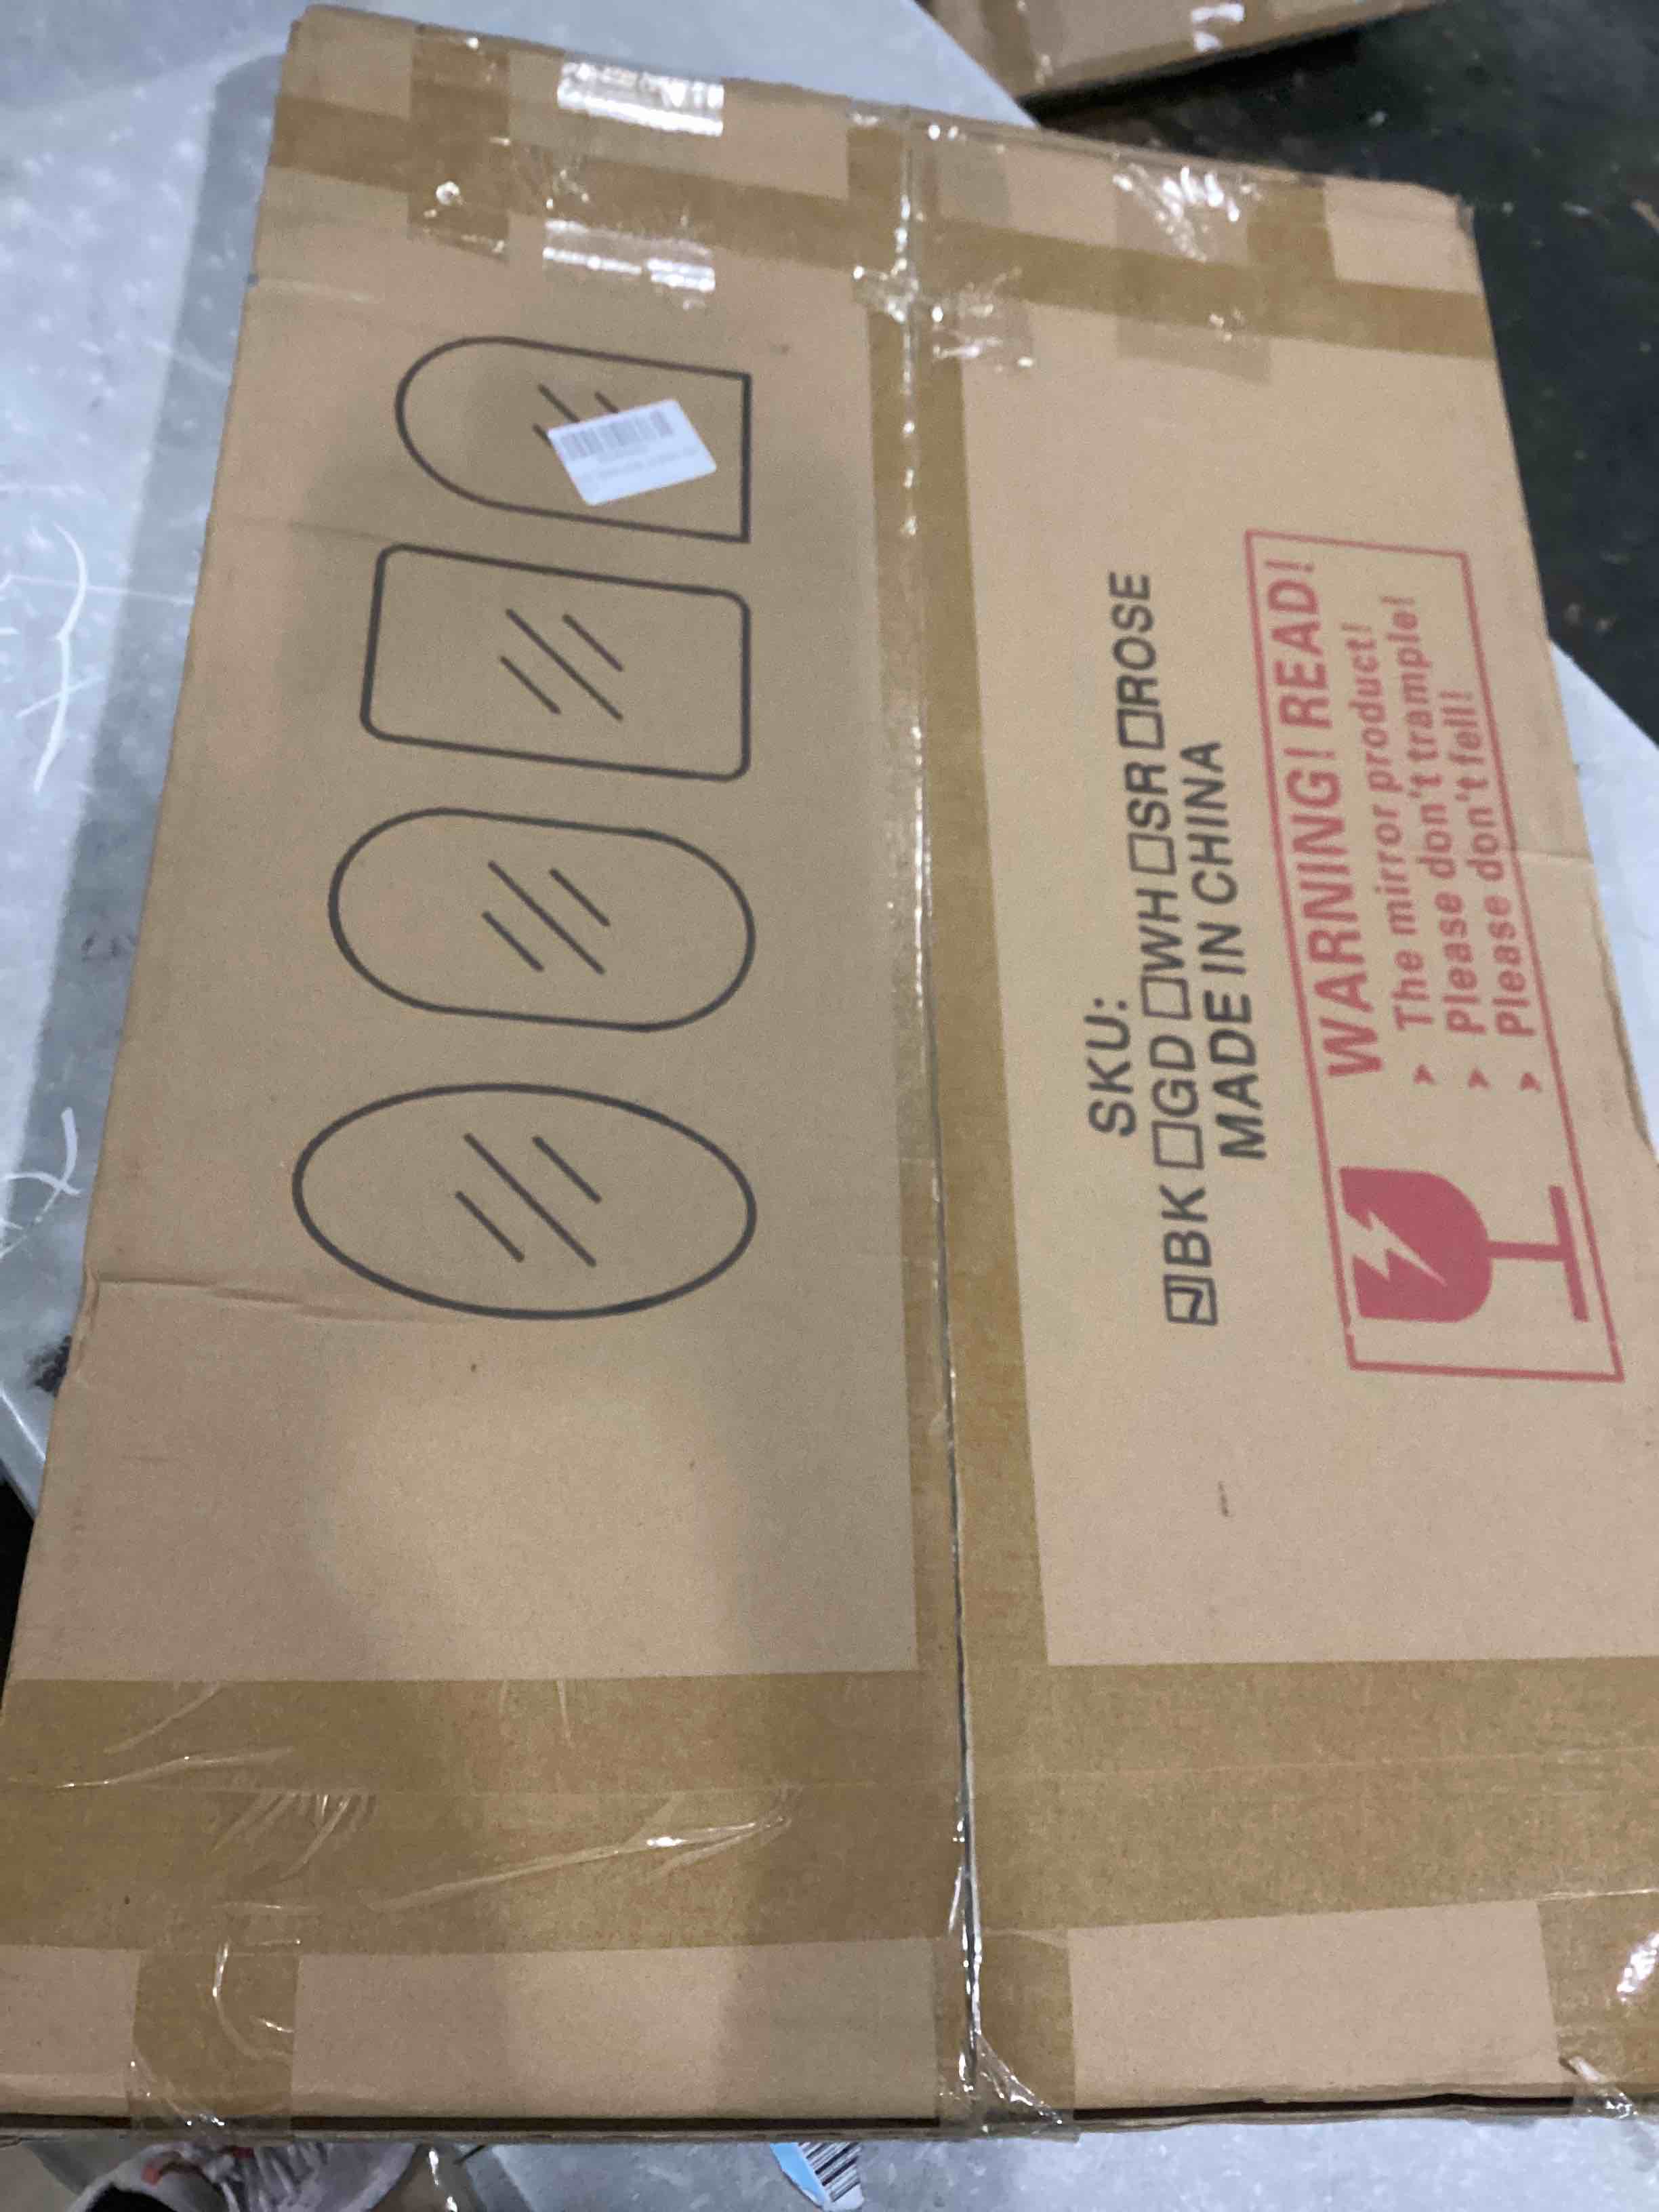 SKU:
☑BK□GD□WH□SR□ROSE
MADE IN CHINA
WARNING! READ!
> The mirror product!
> Please don't trample!
> Please don't fell!